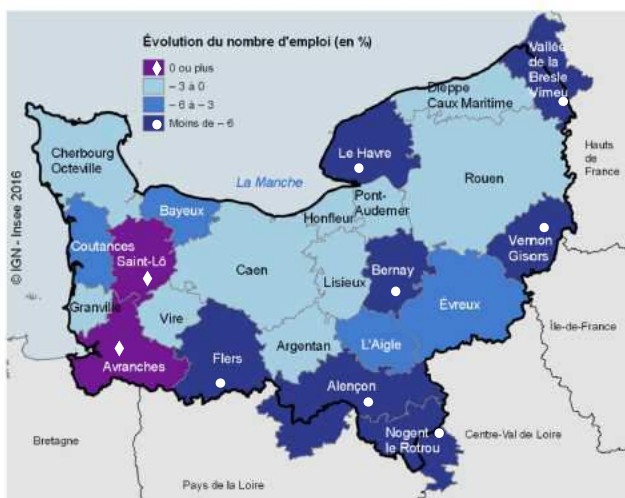 Évolution du nombre d'emploi (en %)
0 ou plus
– 3 à 0
– 6 à – 3
Moins de – 6
Vallée
de la
Bresle
Vimeu
Dieppe
Caux Maritime
Hauts
de France
Cherbourg
Octeville
La Manche
Le Havre
Rouen
Pont-
Audemer
Honfleur
Bayeux
Coutances
Saint-Lô
Caen
Lisieux
Bernay
Vernon
Gisors
Évreux
Granville
Vire
Argentan
L'Aigle
Île-de-France
Avranches
Flers
Alençon
Nogent
le Rotrou
Centre-Val de Loire
Bretagne
Pays de la Loire
© IGN - Insee 2016